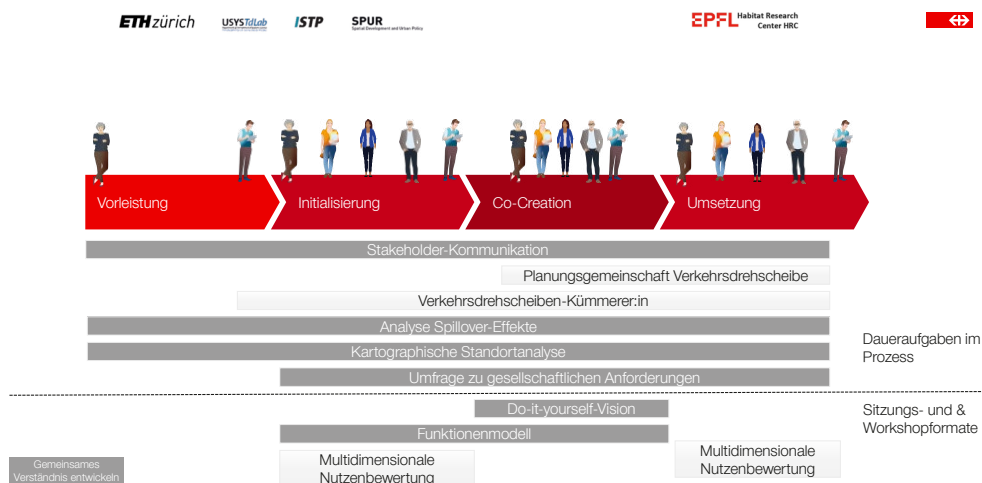 ETH zürich
USYS TdLab
ISTP
SPUR
Spatial Development and Urban Policy
EPFL
Habitat Research
Center HRC
Vorleistung
Initialisierung
Co-Creation
Umsetzung
Stakeholder-Kommunikation
Planungsgemeinschaft Verkehrsdrehscheibe
Verkehrsdrehscheiben-Kümmerer:in
Analyse Spillover-Effekte
Kartographische Standortanalyse
Umfrage zu gesellschaftlichen Anforderungen
Daueraufgaben im
Prozess
Do-it-yourself-Vision
Funktionenmodell
Sitzungs- und &
Workshopformate
Multidimensionale
Nutzenbewertung
Multidimensionale
Nutzenbewertung
Gemeinsames
Verständnis entwickeln